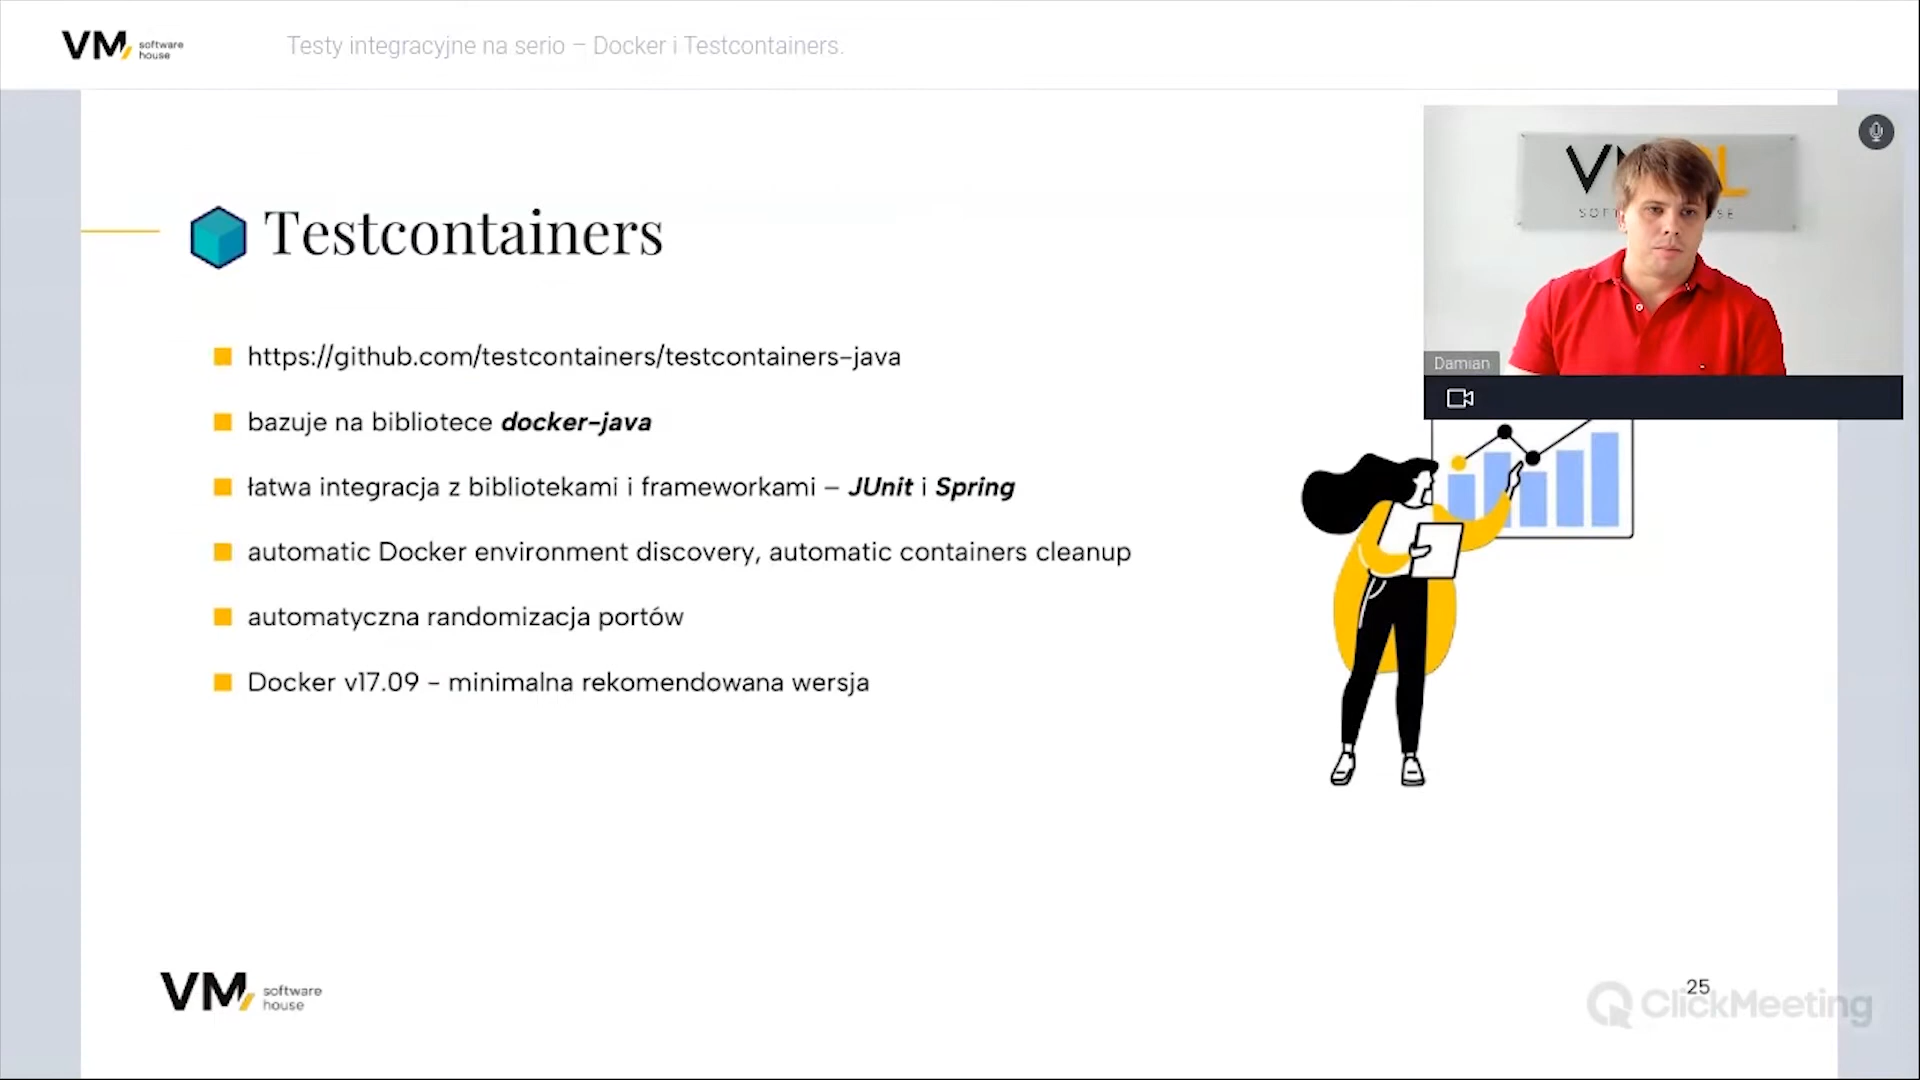 VM software house
Testy integracyjne na serio – Docker i Testcontainers.
Testcontainers
https://github.com/testcontainers/testcontainers-java
bazuje na bibliotece docker-java
łatwa integracja z bibliotekami i frameworkami – JUnit i Spring
automatic Docker environment discovery, automatic containers cleanup
automatyczna randomizacja portów
Docker v17.09 - minimalna rekomendowana wersja
Damian
VM software house
25
ClickMeeting